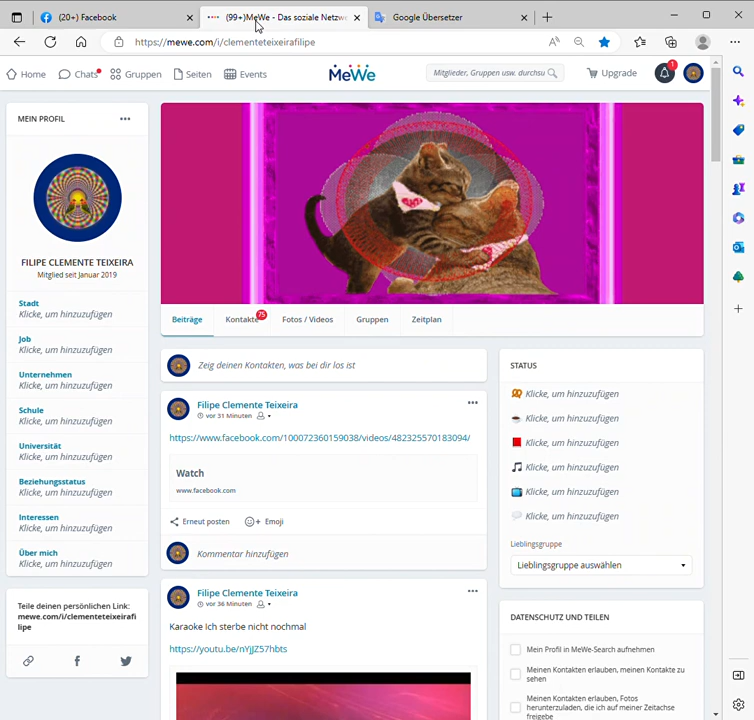 (20+) Facebook
(99+)MeWe - Das soziale Netzwe
Google Übersetzer
https://mewe.com/i/clementeteixeirafilipe
Home
Chats
Gruppen
Seiten
Events
MeWe
Mitglieder, Gruppen usw. durchsu
Upgrade
1
MEIN PROFIL
FILIPE CLEMENTE TEIXEIRA
Mitglied seit Januar 2019
Stadt
Klicke, um hinzuzufügen
Job
Klicke, um hinzuzufügen
Unternehmen
Klicke, um hinzuzufügen
Schule
Klicke, um hinzuzufügen
Universität
Klicke, um hinzuzufügen
Beziehungsstatus
Klicke, um hinzuzufügen
Interessen
Klicke, um hinzuzufügen
Über mich
Klicke, um hinzuzufügen
Teile deinen persönlichen Link:
mewe.com/i/clementeteixeirafi
lipe
Beiträge
Kontakte
75
Fotos / Videos
Gruppen
Zeitplan
Zeig deinen Kontakten, was bei dir los ist
Filipe Clemente Teixeira
vor 31 Minuten
https://www.facebook.com/100072360159038/videos/482325570183094/
Watch
www.facebook.com
Erneut posten
Emoji
Kommentar hinzufügen
Filipe Clemente Teixeira
vor 36 Minuten
Karaoke Ich sterbe nicht nochmal
https://youtu.be/nYjJZ57hbts
STATUS
Klicke, um hinzuzufügen
Klicke, um hinzuzufügen
Klicke, um hinzuzufügen
Klicke, um hinzuzufügen
Klicke, um hinzuzufügen
Klicke, um hinzuzufügen
Lieblingsgruppe
Lieblingsgruppe auswählen
DATENSCHUTZ UND TEILEN
Mein Profil in MeWe-Search aufnehmen
Meinen Kontakten erlauben, meinen Kontakte zu
sehen
Meinen Kontakten erlauben, Fotos
herunterzuladen, die ich auf meiner Zeitachse
freigebe